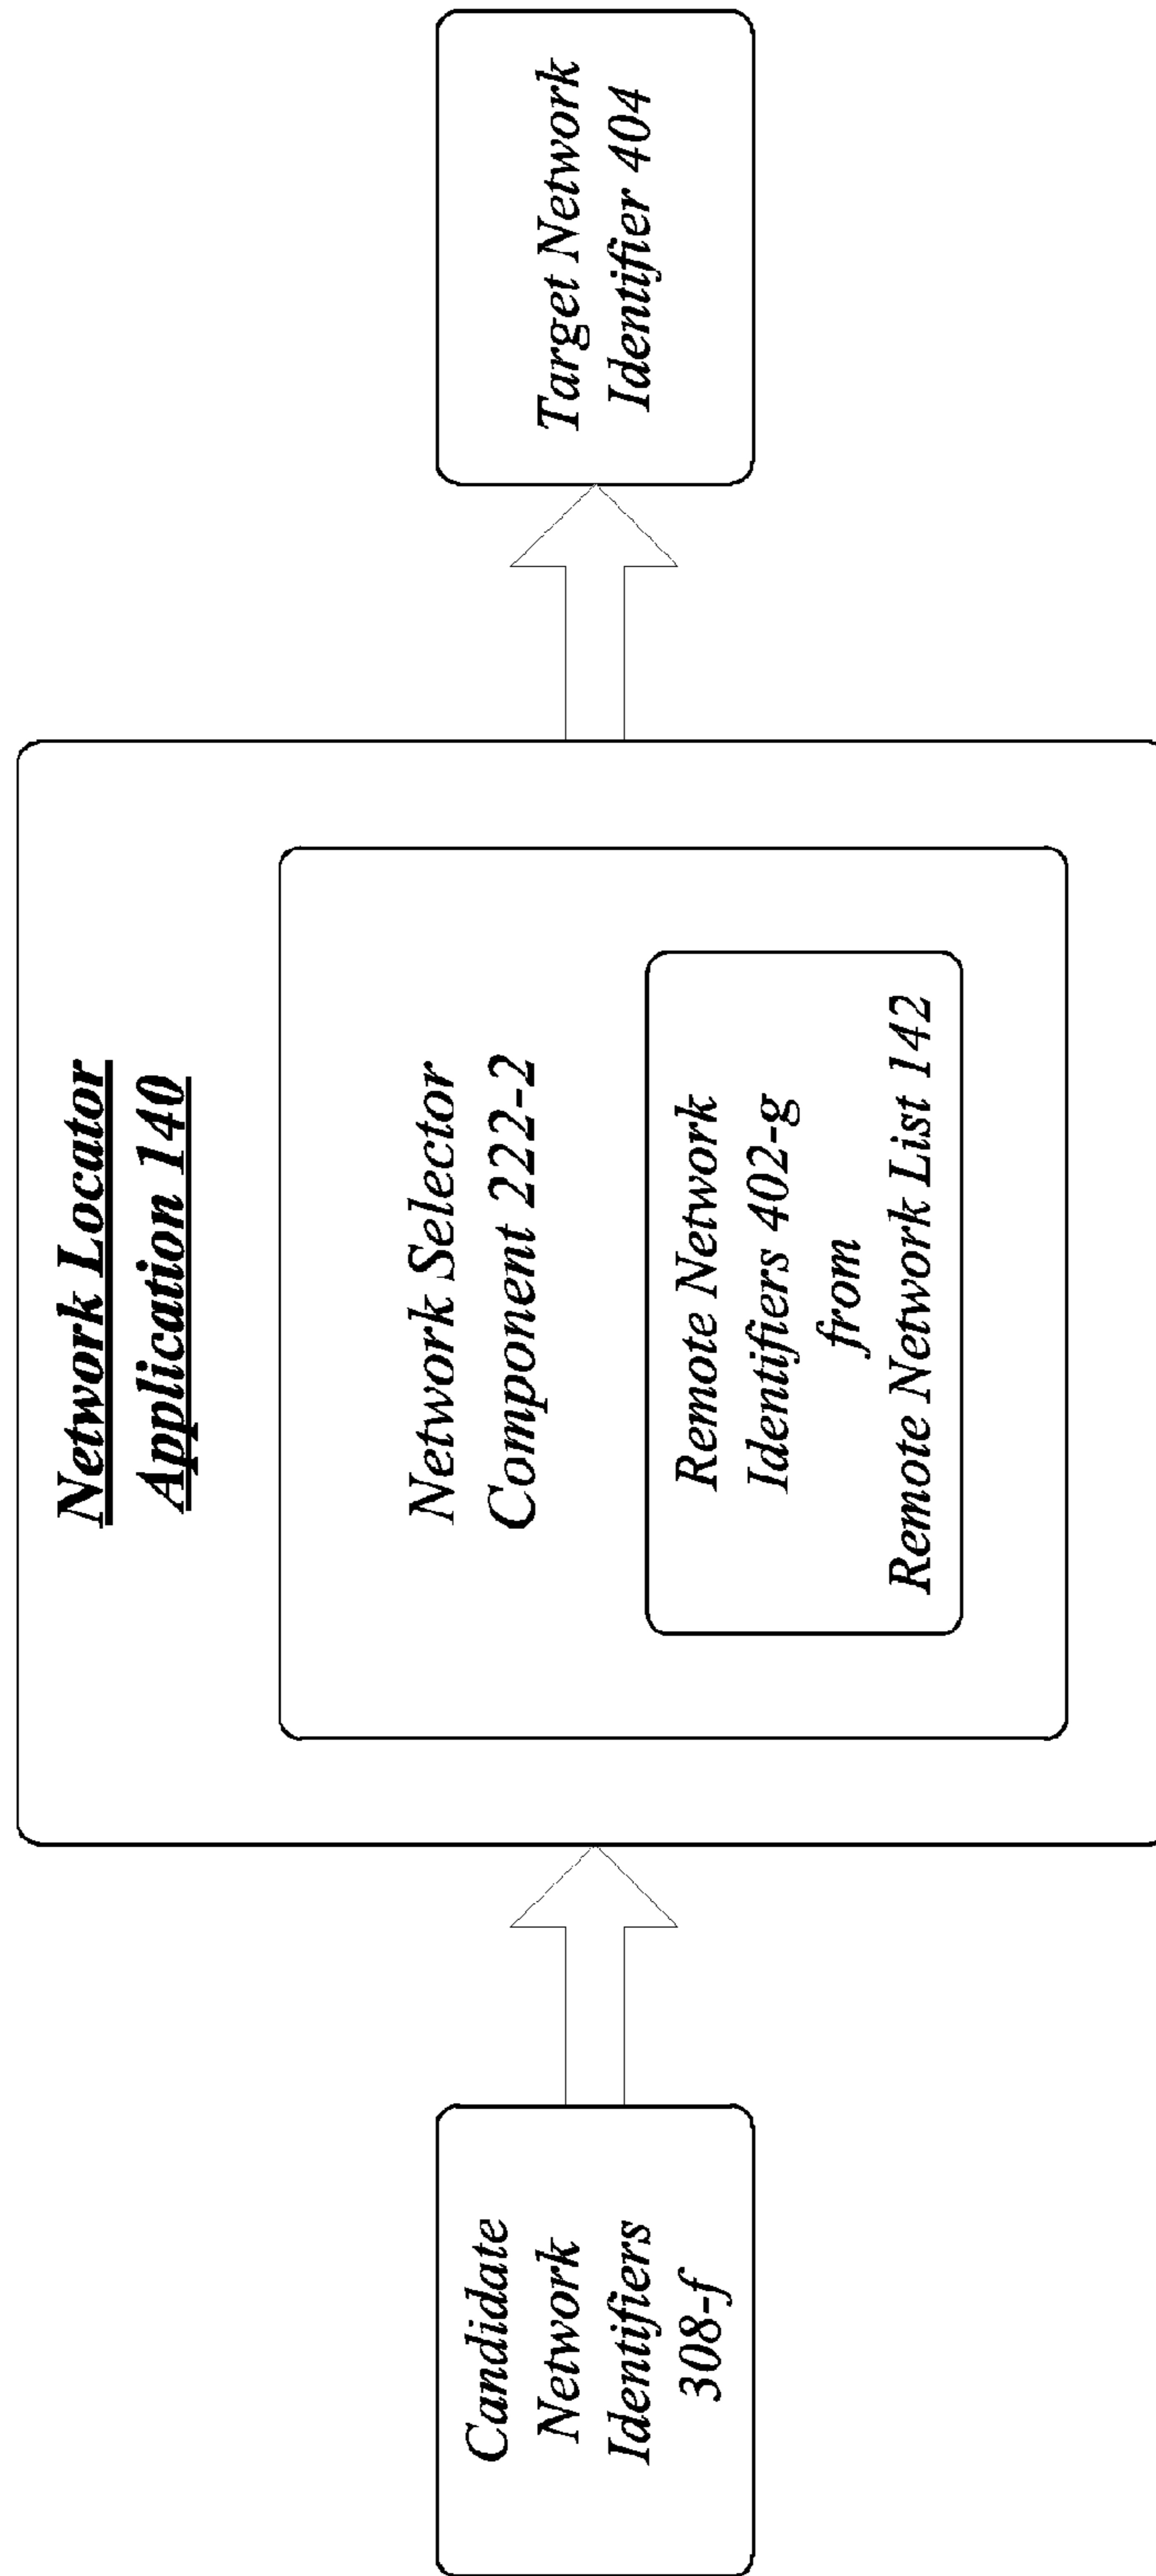 Candidate
Network
Identifiers
308-f
Network Locator
Application 140
Network Selector
Component 222-2
Remote Network
Identifiers 402-g
from
Remote Network List 142
Target Network
Identifier 404